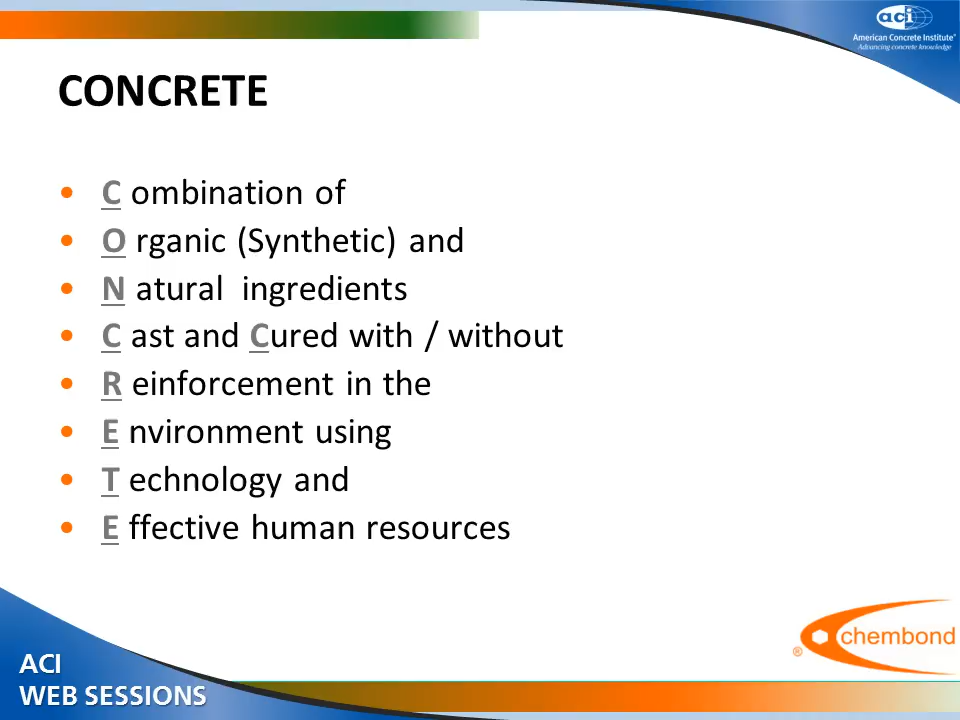 aci
American Concrete Institute®
Advancing concrete knowledge
CONCRETE
• C ombination of
• O rganic (Synthetic) and
• N atural ingredients
• C ast and Cured with / without
• R einforcement in the
• E nvironment using
• T echnology and
• E ffective human resources
chembond
®
ACI
WEB SESSIONS